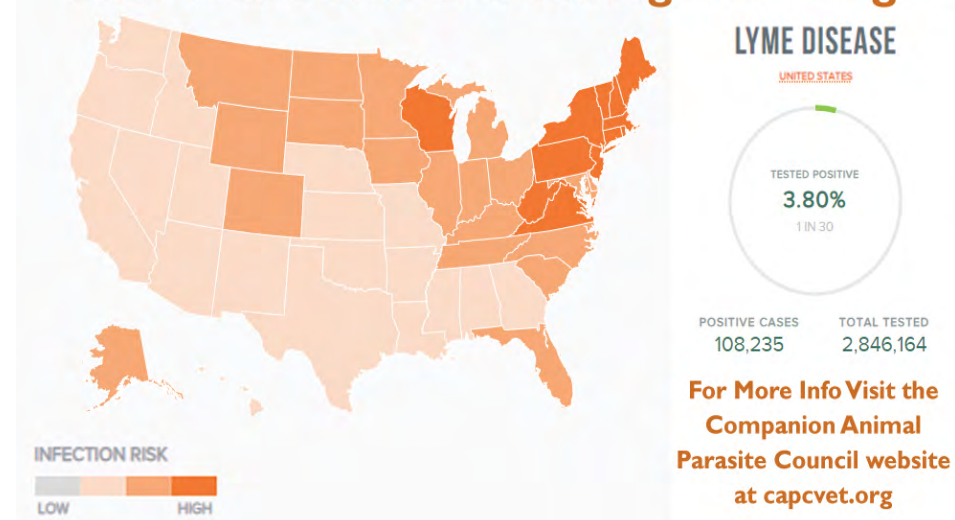 LYME DISEASE
UNITED STATES
TESTED POSITIVE
3.80%
1 IN 30
POSITIVE CASES
TOTAL TESTED
108,235
2,846,164
For More Info Visit the
Companion Animal
Parasite Council website
at capcvet.org
INFECTION RISK
LOW
HIGH